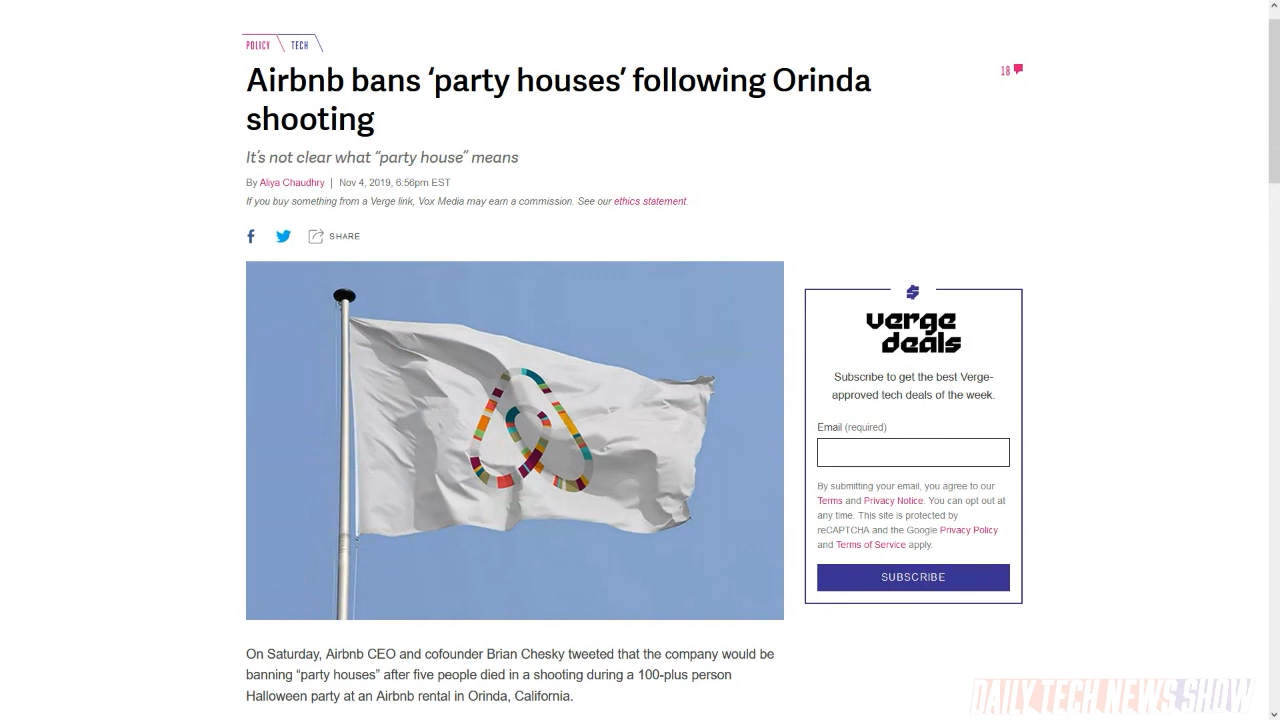 POLICY TECH
Airbnb bans ‘party houses’ following Orinda
shooting
18
It’s not clear what “party house” means
By Aliya Chaudhry | Nov 4, 2019, 6:56pm EST
If you buy something from a Verge link, Vox Media may earn a commission. See our ethics statement.
SHARE
verge
deals
Subscribe to get the best Verge-
approved tech deals of the week.
Email (required)
By submitting your email, you agree to our
Terms and Privacy Notice. You can opt out at
any time. This site is protected by
reCAPTCHA and the Google Privacy Policy
and Terms of Service apply.
SUBSCRIBE
On Saturday, Airbnb CEO and cofounder Brian Chesky tweeted that the company would be
banning “party houses” after five people died in a shooting during a 100-plus person
Halloween party at an Airbnb rental in Orinda, California.
DAILY TECH NEWS SHOW